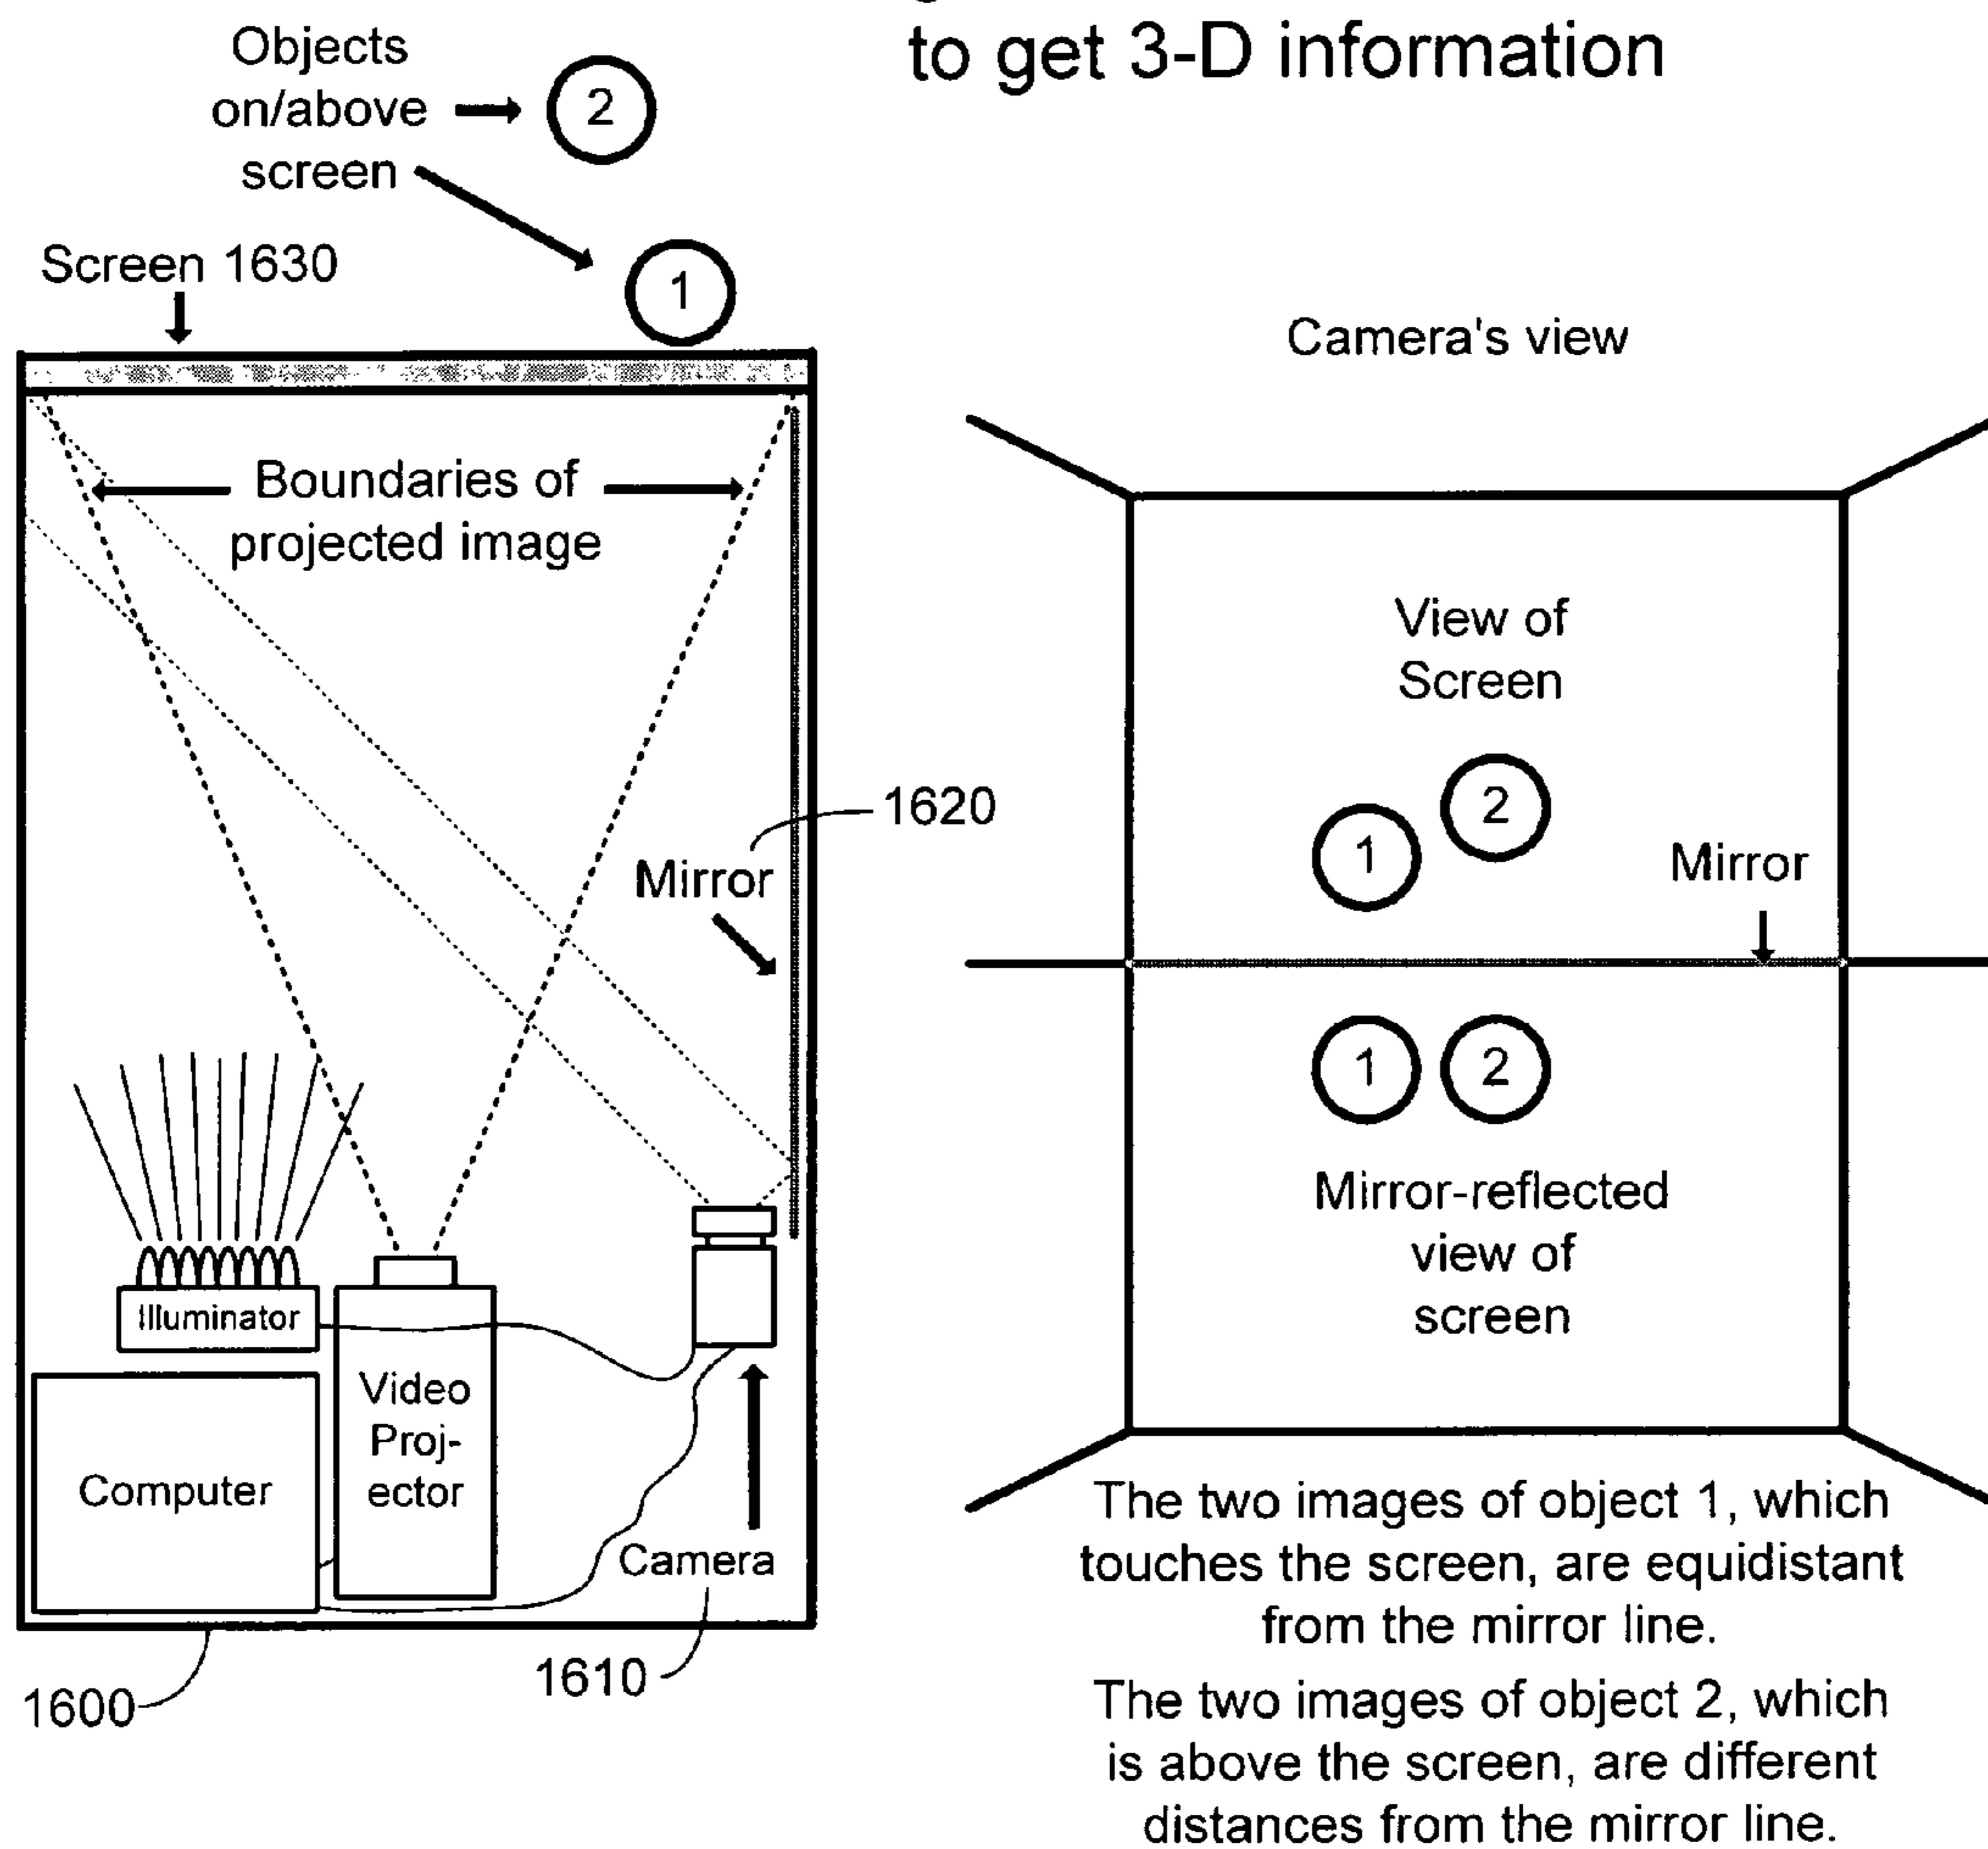 to get 3-D information
Objects
on/above
screen
2
1
Screen 1630
Boundaries of
projected image
1620
Mirror
Illuminator
Video
Proj-
ector
Computer
Camera
1610
1600
Camera's view
View of
Screen
2
1
Mirror
1
2
Mirror-reflected
view of
screen
The two images of object 1, which
touches the screen, are equidistant
from the mirror line.
The two images of object 2, which
is above the screen, are different
distances from the mirror line.